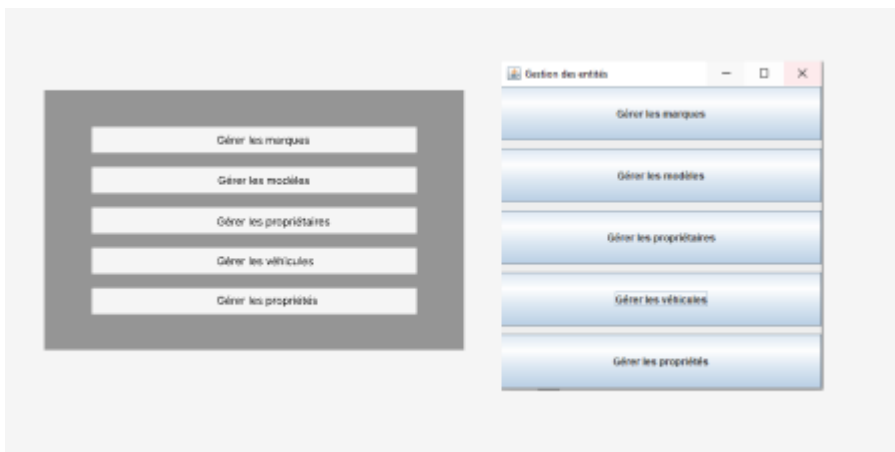 Gérer les marques
Gérer les modèles
Gérer les propriétaires
Gérer les véhicules
Gérer les propriétés
Gestion des entités
Gérer les marques
Gérer les modèles
Gérer les propriétaires
Gérer les véhicules
Gérer les propriétés